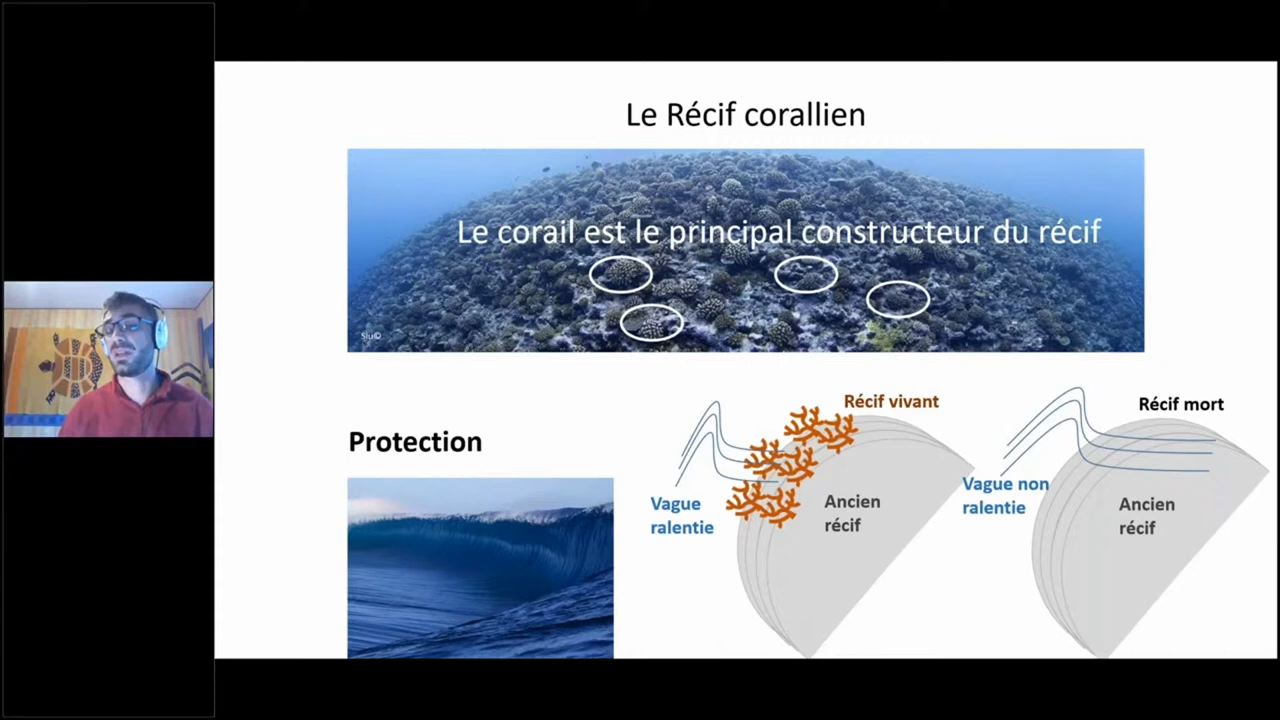 Le Récif corallien
Le corail est le principal constructeur du récif
Protection
Récif vivant
Vague
ralentie
Ancien
récif
Récif mort
Vague non
ralentie
Ancien
récif